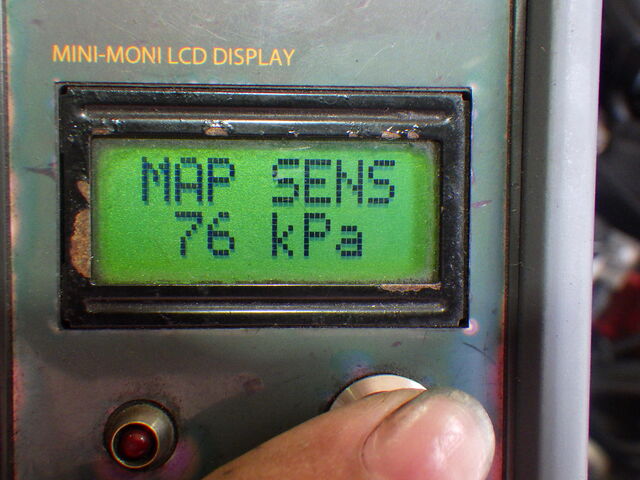 MINI-MONI LCD DISPLAY
MAP SENS
76 kPa